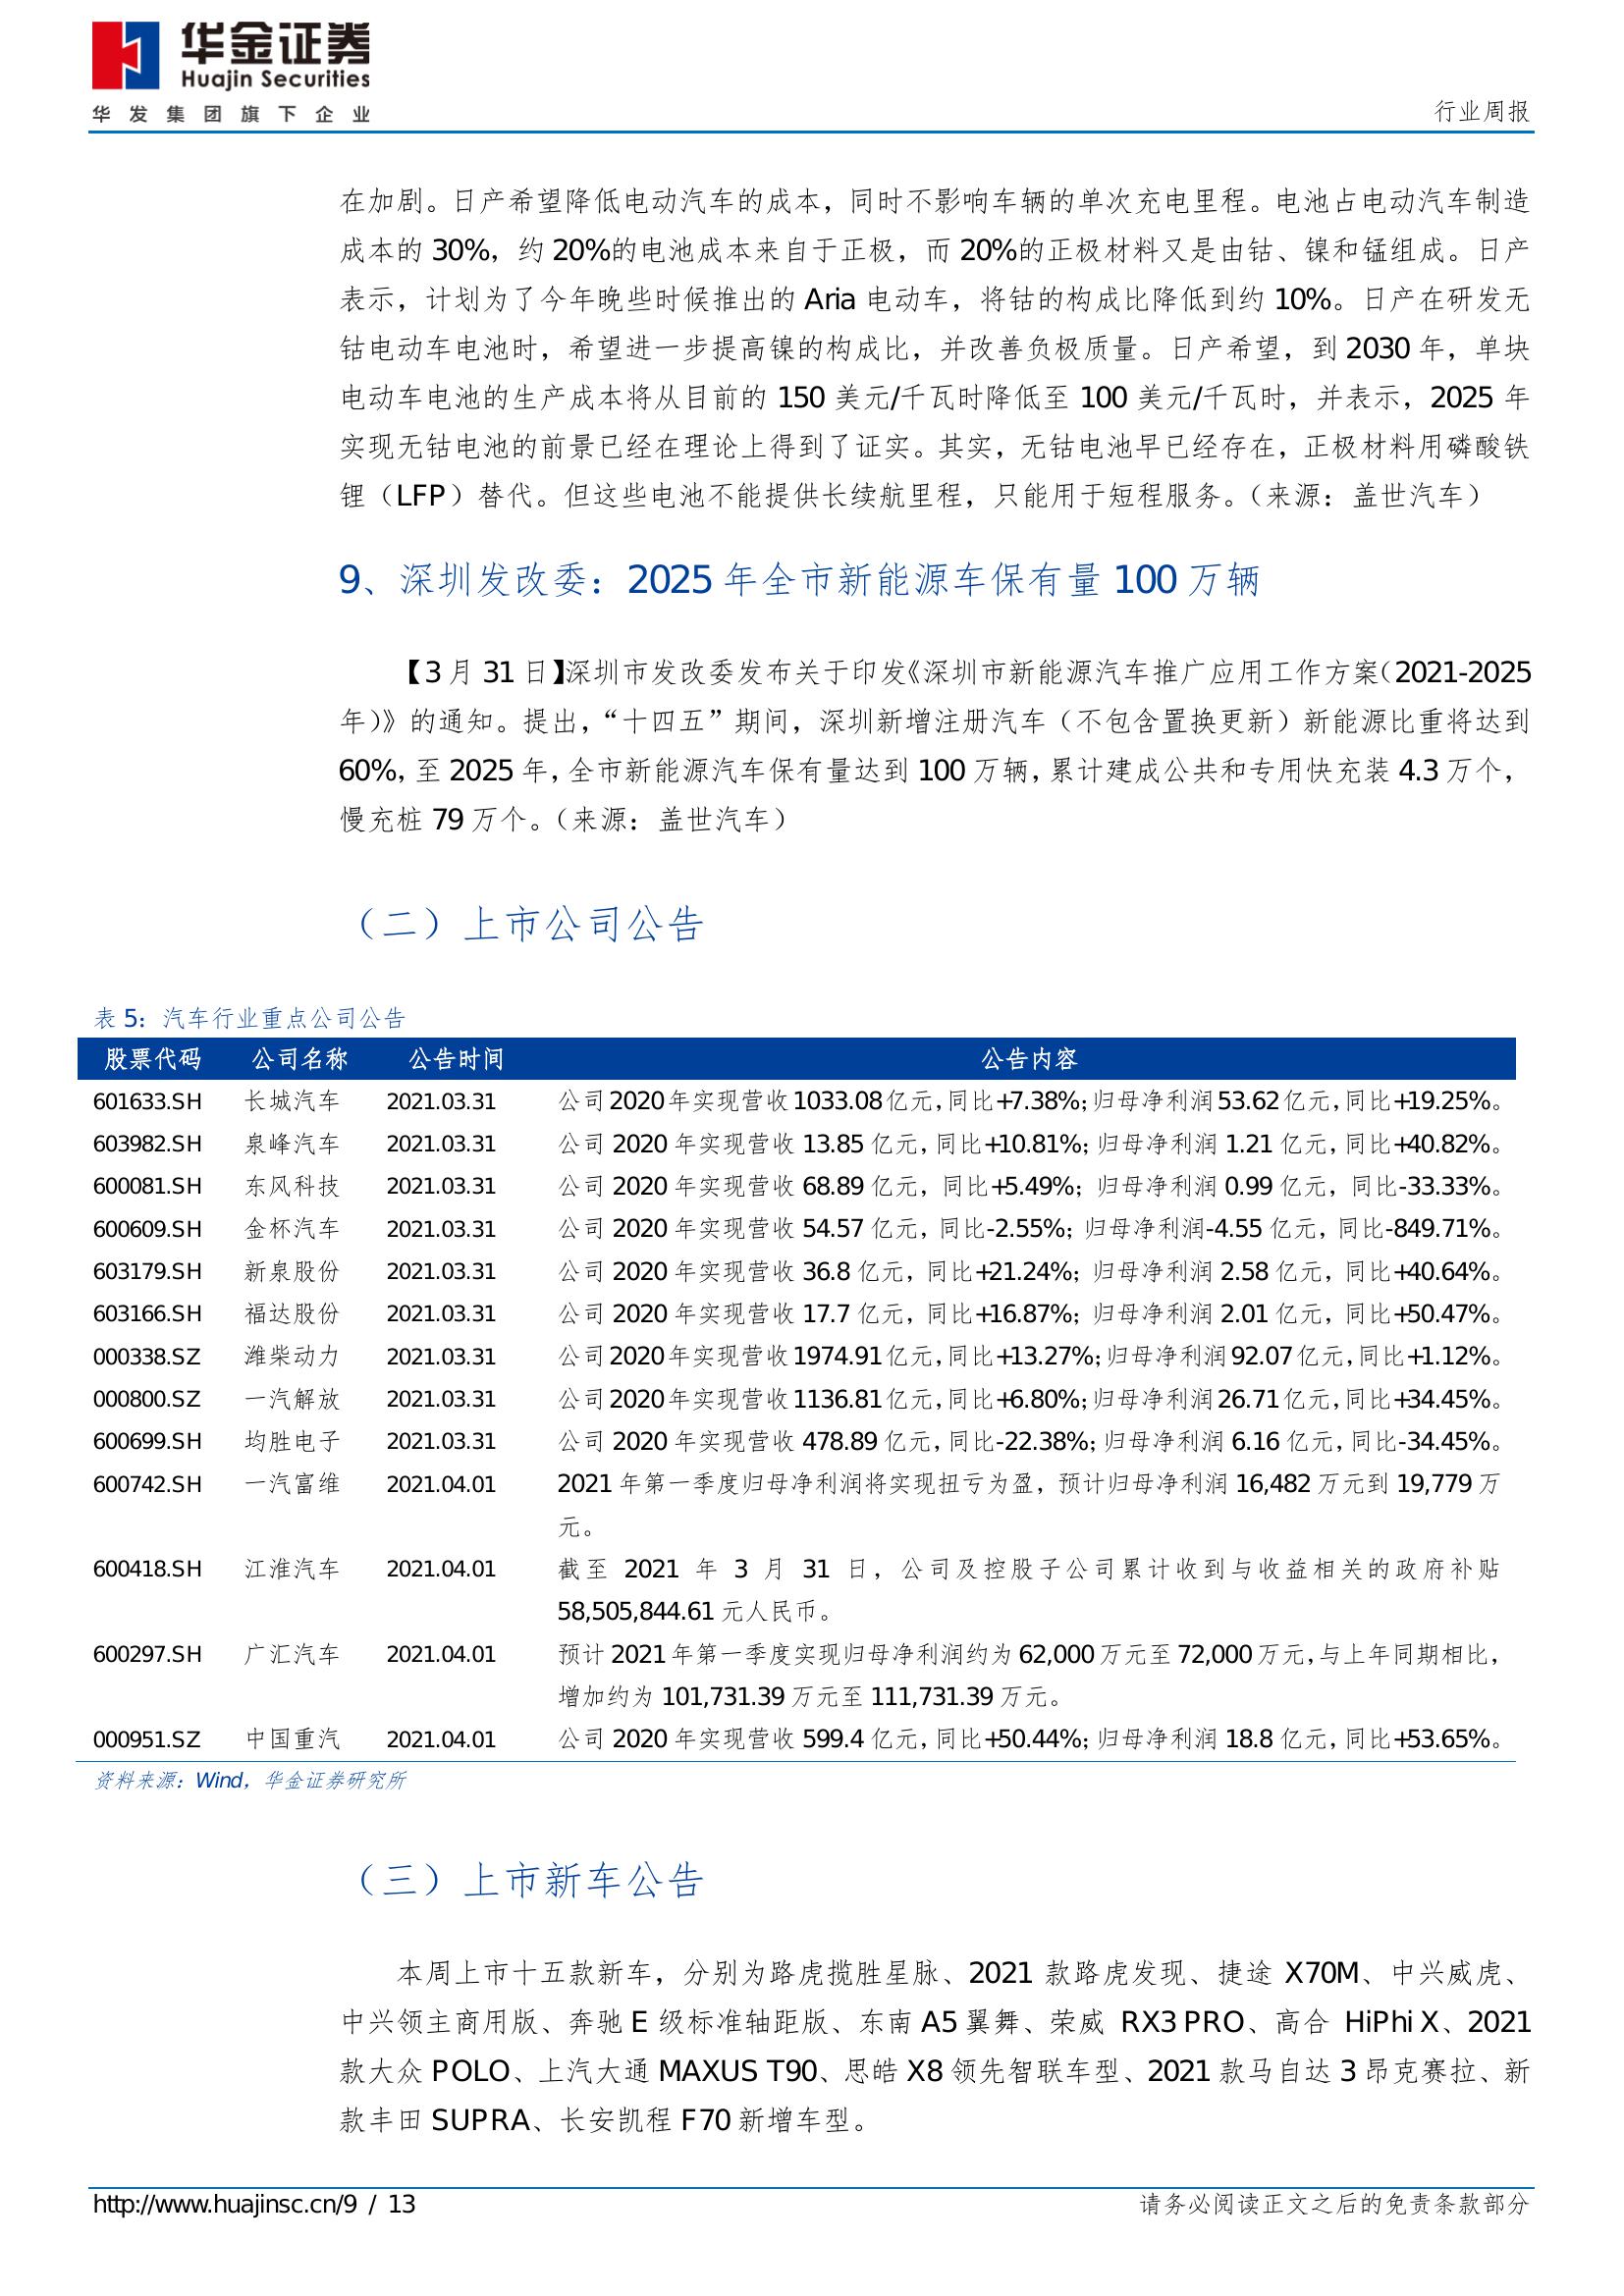 华金证券
Huajin Securities
华发集团旗下企业
行业周报
在加剧。日产希望降低电动汽车的成本，同时不影响车辆的单次充电里程。电池占电动汽车制造
成本的 30%，约 20%的电池成本来自于正极，而 20%的正极材料又是由钴、镍和锰组成。日产
表示，计划为了今年晚些时候推出的 Aria 电动车，将钴的构成比降低到约 10%。日产在研发无
钴电动车电池时，希望进一步提高镍的构成比，并改善负极质量。日产希望，到 2030 年，单块
电动车电池的生产成本将从目前的 150 美元/千瓦时降低至 100 美元/千瓦时，并表示，2025 年
实现无钴电池的前景已经在理论上得到了证实。其实，无钴电池早已经存在，正极材料用磷酸铁
锂（LFP）替代。但这些电池不能提供长续航里程，只能用于短程服务。（来源：盖世汽车）
9、深圳发改委：2025 年全市新能源车保有量 100 万辆
【3 月 31 日】深圳市发改委发布关于印发《深圳市新能源汽车推广应用工作方案（2021-2025
年）》的通知。提出，“十四五”期间，深圳新增注册汽车（不包含置换更新）新能源比重将达到
60%，至 2025 年，全市新能源汽车保有量达到 100 万辆，累计建成公共和专用快充装 4.3 万个，
慢充桩 79 万个。（来源：盖世汽车）
（二）上市公司公告
表 5：汽车行业重点公司公告
股票代码 公司名称 公告时间 公告内容
601633.SH 长城汽车 2021.03.31 公司 2020 年实现营收 1033.08 亿元，同比+7.38%；归母净利润 53.62 亿元，同比+19.25%。
603982.SH 泉峰汽车 2021.03.31 公司 2020 年实现营收 13.85 亿元，同比+10.81%；归母净利润 1.21 亿元，同比+40.82%。
600081.SH 东风科技 2021.03.31 公司 2020 年实现营收 68.89 亿元，同比+5.49%；归母净利润 0.99 亿元，同比-33.33%。
600609.SH 金杯汽车 2021.03.31 公司 2020 年实现营收 54.57 亿元，同比-2.55%；归母净利润-4.55 亿元，同比-849.71%。
603179.SH 新泉股份 2021.03.31 公司 2020 年实现营收 36.8 亿元，同比+21.24%；归母净利润 2.58 亿元，同比+40.64%。
603166.SH 福达股份 2021.03.31 公司 2020 年实现营收 17.7 亿元，同比+16.87%；归母净利润 2.01 亿元，同比+50.47%。
000338.SZ 潍柴动力 2021.03.31 公司 2020 年实现营收 1974.91 亿元，同比+13.27%；归母净利润 92.07 亿元，同比+1.12%。
000800.SZ 一汽解放 2021.03.31 公司 2020 年实现营收 1136.81 亿元，同比+6.80%；归母净利润 26.71 亿元，同比+34.45%。
600699.SH 均胜电子 2021.03.31 公司 2020 年实现营收 478.89 亿元，同比-22.38%；归母净利润 6.16 亿元，同比-34.45%。
600742.SH 一汽富维 2021.04.01 2021 年第一季度归母净利润将实现扭亏为盈，预计归母净利润 16,482 万元到 19,779 万
元。
600418.SH 江淮汽车 2021.04.01 截至 2021 年 3 月 31 日，公司及控股子公司累计收到与收益相关的政府补贴
58,505,844.61 元人民币。
600297.SH 广汇汽车 2021.04.01 预计 2021 年第一季度实现归母净利润约为 62,000 万元至 72,000 万元，与上年同期相比，
增加约为 101,731.39 万元至 111,731.39 万元。
000951.SZ 中国重汽 2021.04.01 公司 2020 年实现营收 599.4 亿元，同比+50.44%；归母净利润 18.8 亿元，同比+53.65%。
资料来源：Wind，华金证券研究所
（三）上市新车公告
本周上市十五款新车，分别为路虎揽胜星脉、2021 款路虎发现、捷途 X70M、中兴威虎、
中兴领主商用版、奔驰 E 级标准轴距版、东南 A5 翼舞、荣威 RX3 PRO、高合 HiPhi X、2021
款大众 POLO、上汽大通 MAXUS T90、思皓 X8 领先智联车型、2021 款马自达 3 昂克赛拉、新
款丰田 SUPRA、长安凯程 F70 新增车型。
http://www.huajinsc.cn/9 / 13
请务必阅读正文之后的免责条款部分